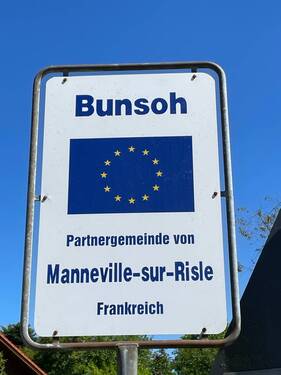 Bunsoh
Partnergemeinde von
Manneville-sur-Risle
Frankreich